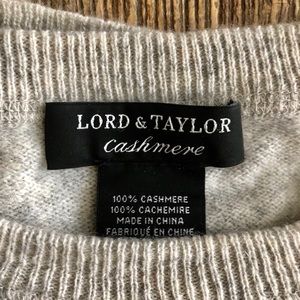 LORD & TAYLOR
cashmere
100% CASHMERE
100% CACHEMIRE
MADE IN CHINA
FABRIQUÉ EN CHINE